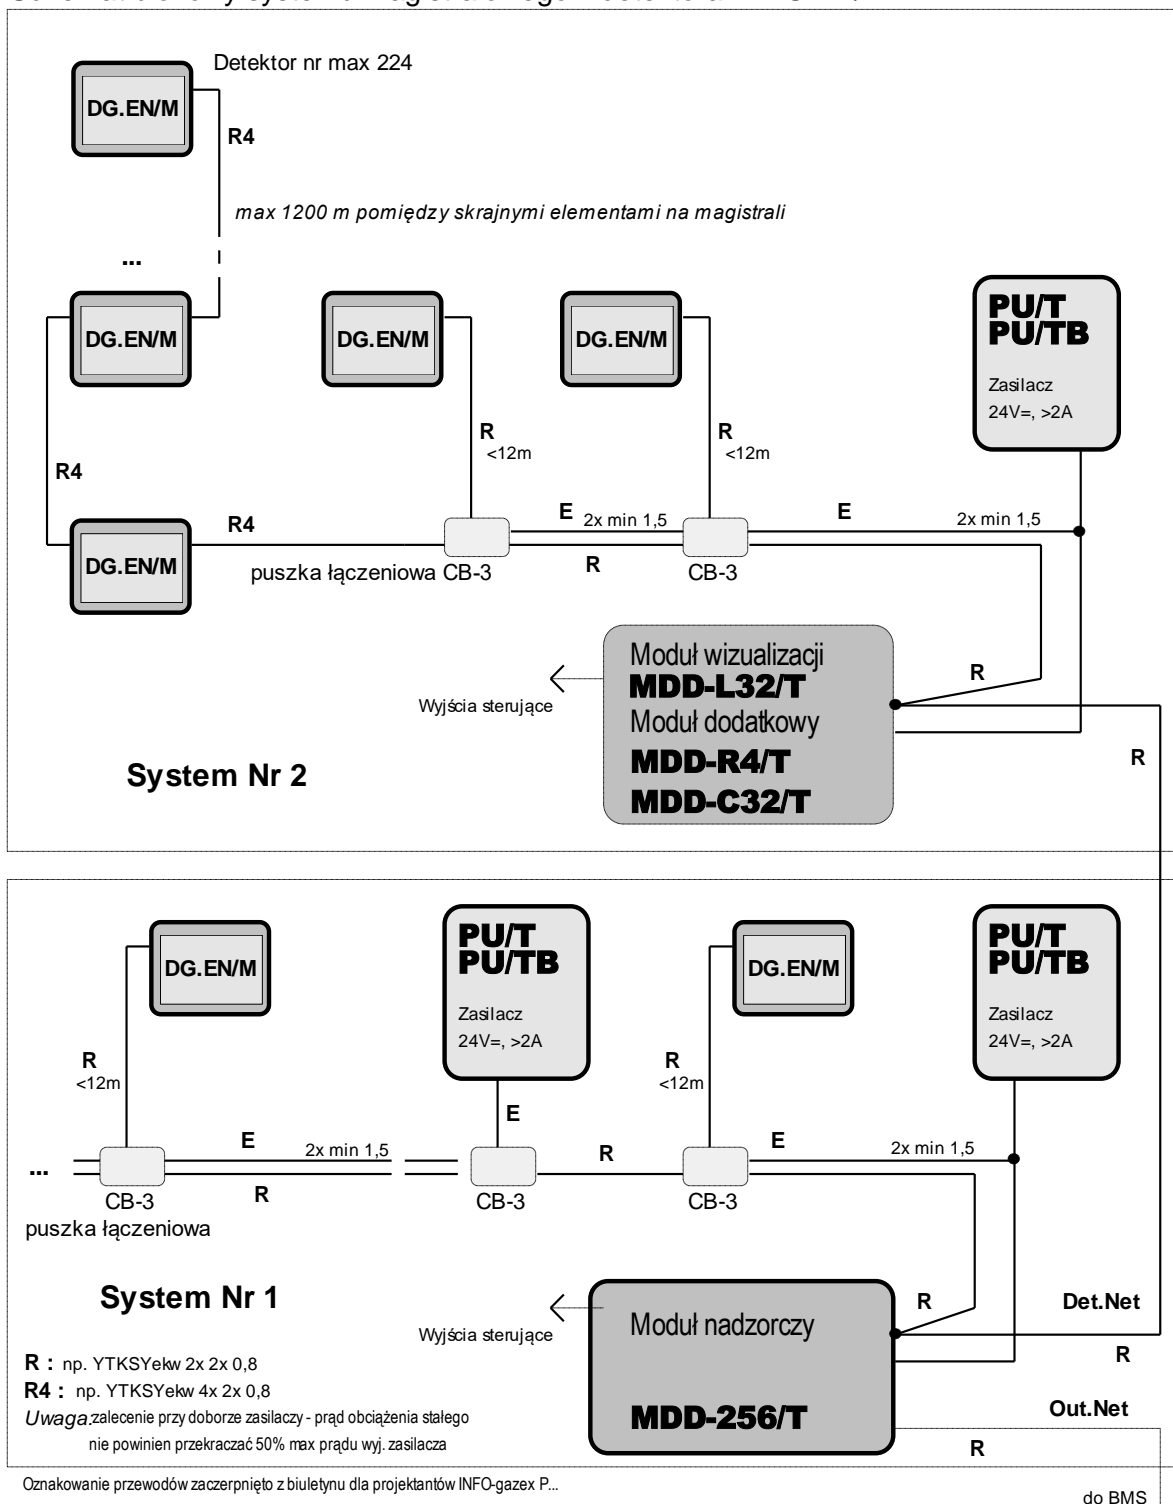 Detektor nr max 224
DG.EN/M
R4
max 1200 m pomiędzy skrajnymi elementami na magistrali
...
DG.EN/M
DG.EN/M
DG.EN/M
PU/T
PU/TB
Zasilacz
24V=, >2A
R
<12m
R
<12m
R4
R4
E
2x min 1,5
E
2x min 1,5
DG.EN/M
puszka łączeniowa CB-3
R
CB-3
Moduł wizualizacji
MDD-L32/T
Moduł dodatkowy
MDD-R4/T
MDD-C32/T
R
Wyjścia sterujące
R
System Nr 2
DG.EN/M
PU/T
PU/TB
Zasilacz
24V=, >2A
DG.EN/M
PU/T
PU/TB
Zasilacz
24V=, >2A
R
<12m
R
<12m
E
E
2x min 1,5
R
E
2x min 1,5
...
R
CB-3
CB-3
CB-3
puszka łączeniowa
System Nr 1
R
Det.Net
Wyjścia sterujące
Moduł nadzorczy
MDD-256/T
R
Out.Net
R
R : np. YTKSYekw 2x 2x 0,8
R4 : np. YTKSYekw 4x 2x 0,8
Uwaga:zalecenie przy doborze zasilaczy - prąd obciążenia stałego
nie powinien przekraczać 50% max prądu wyj. zasilacza
Oznakowanie przewodów zaczerpnięto z biuletynu dla projektantów INFO-gazex P...
do BMS